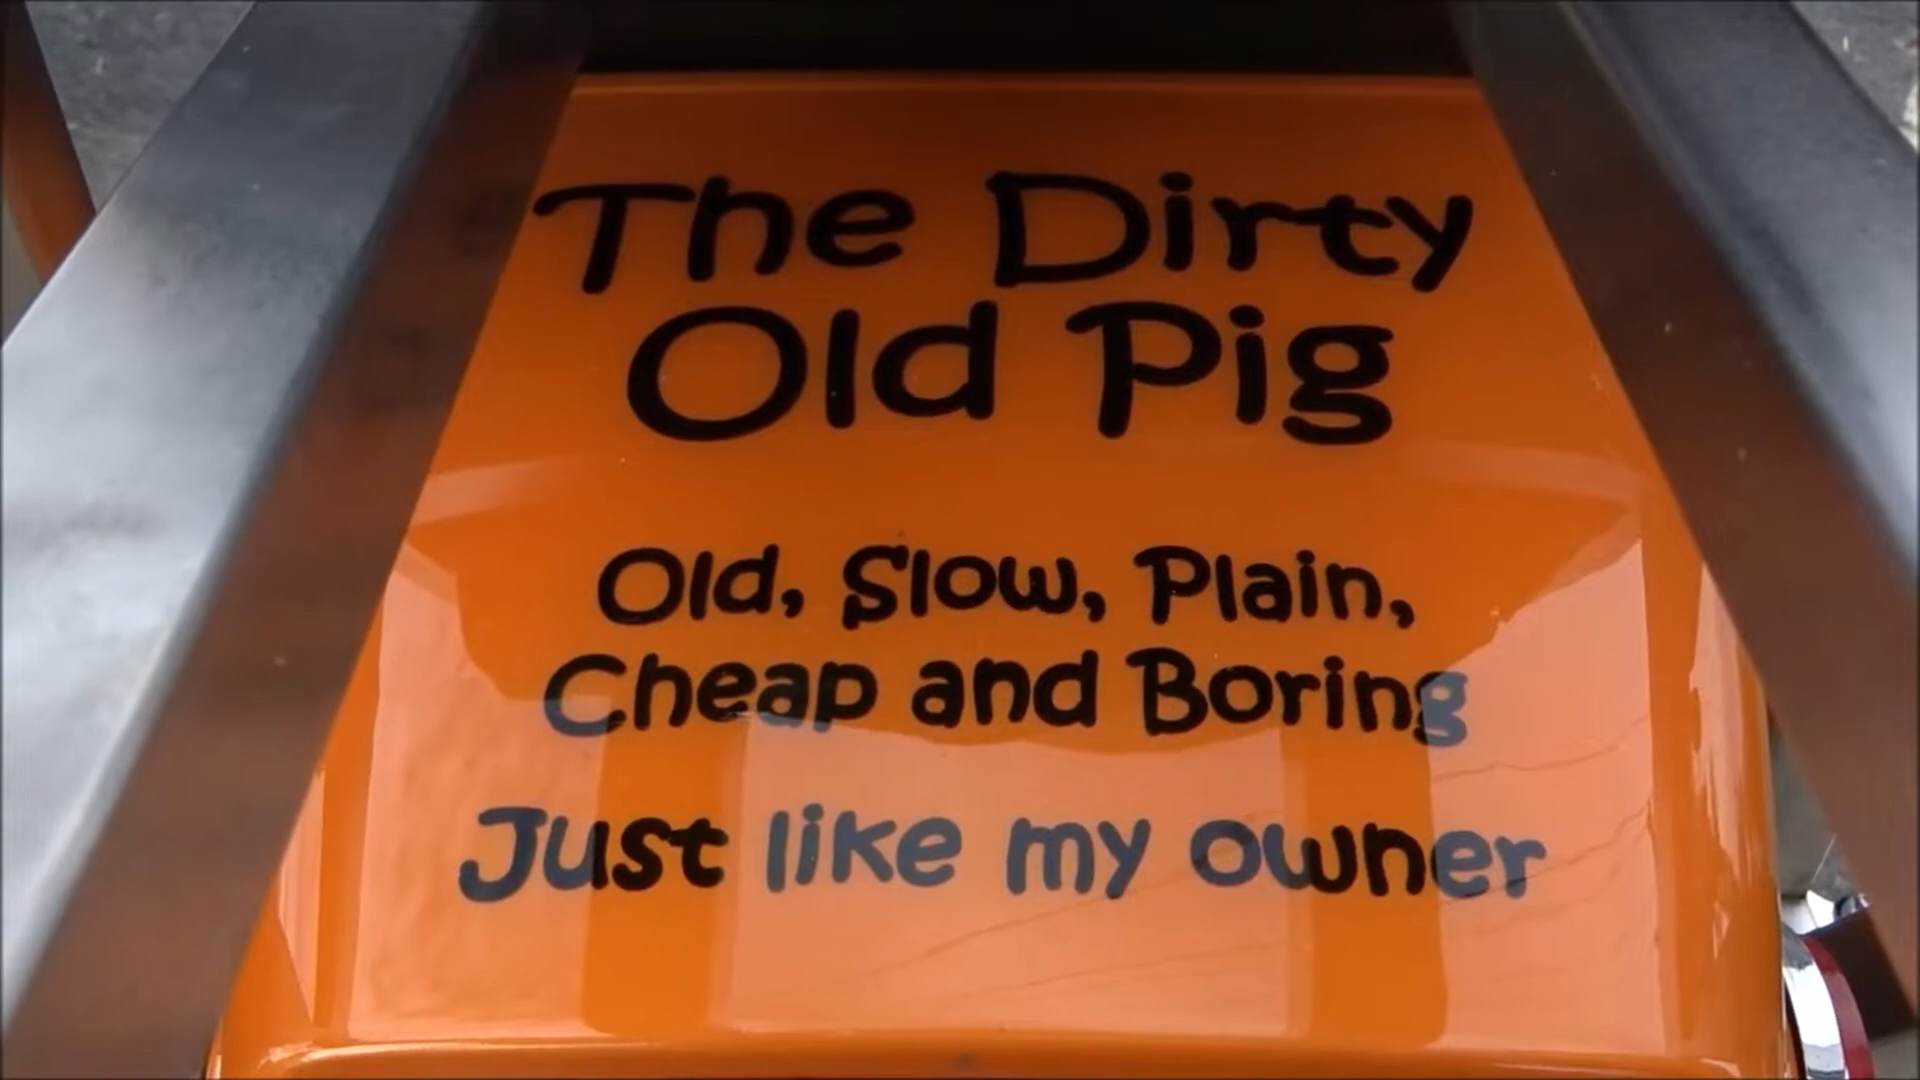 The Dirty
Old Pig
Old, Slow, Plain,
Cheap and Boring
Just like my owner